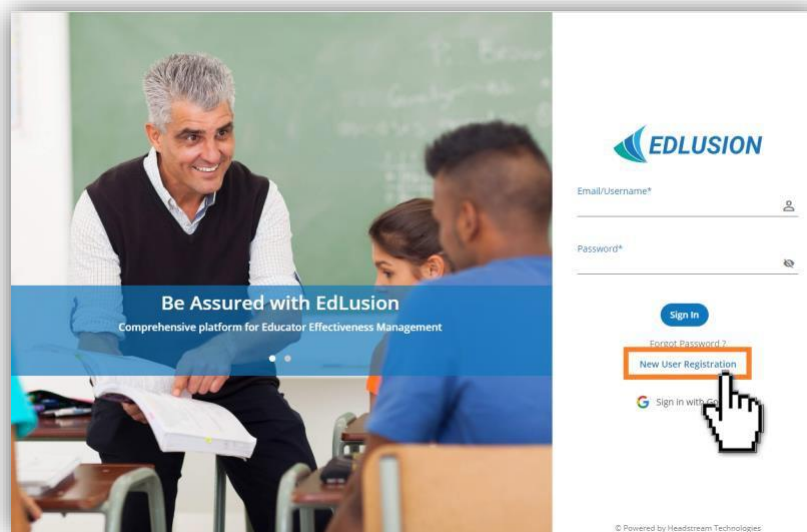 Be Assured with EdLusion
Comprehensive platform for Educator Effectiveness Management
EDLUSION
Email/Username*
Password*
Sign In
Forgot Password ?
New User Registration
Sign in with
© Powered by Headstream Technologies